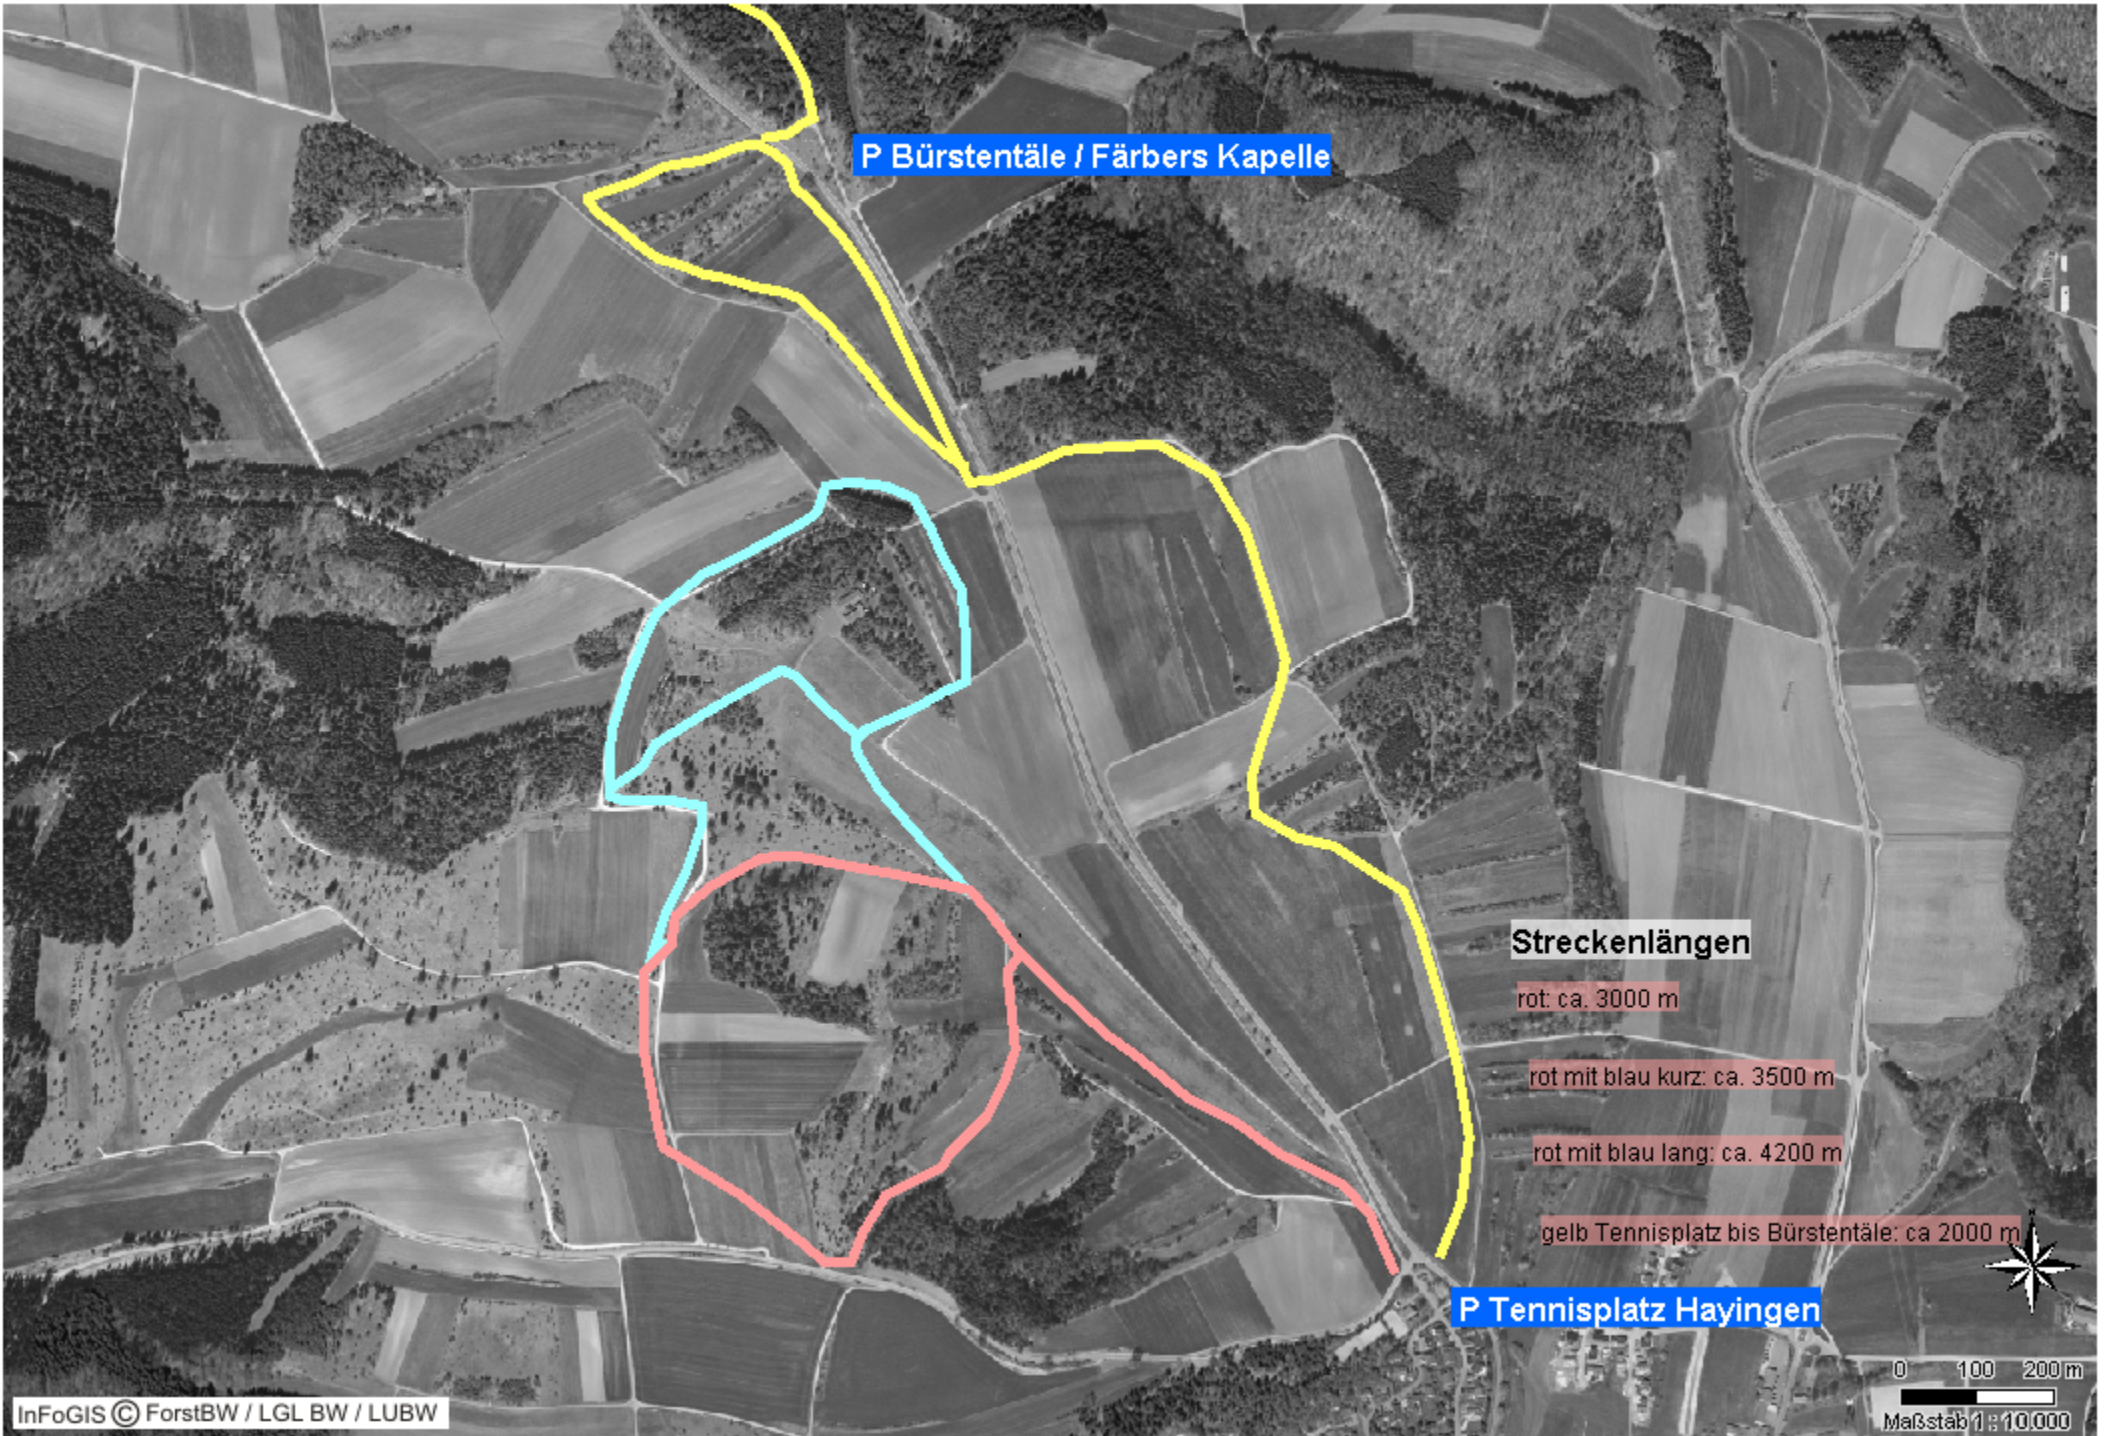 P Bürstentäle / Färbers Kapelle
Streckenlängen
rot: ca. 3000 m
rot mit blau kurz: ca. 3500 m
rot mit blau lang: ca. 4200 m
gelb Tennisplatz bis Bürstentäle: ca 2000 m
P Tennisplatz Hayingen
0 100 200 m
Maßstab 1 : 10.000
InFoGIS © ForstBW / LGL BW / LUBW